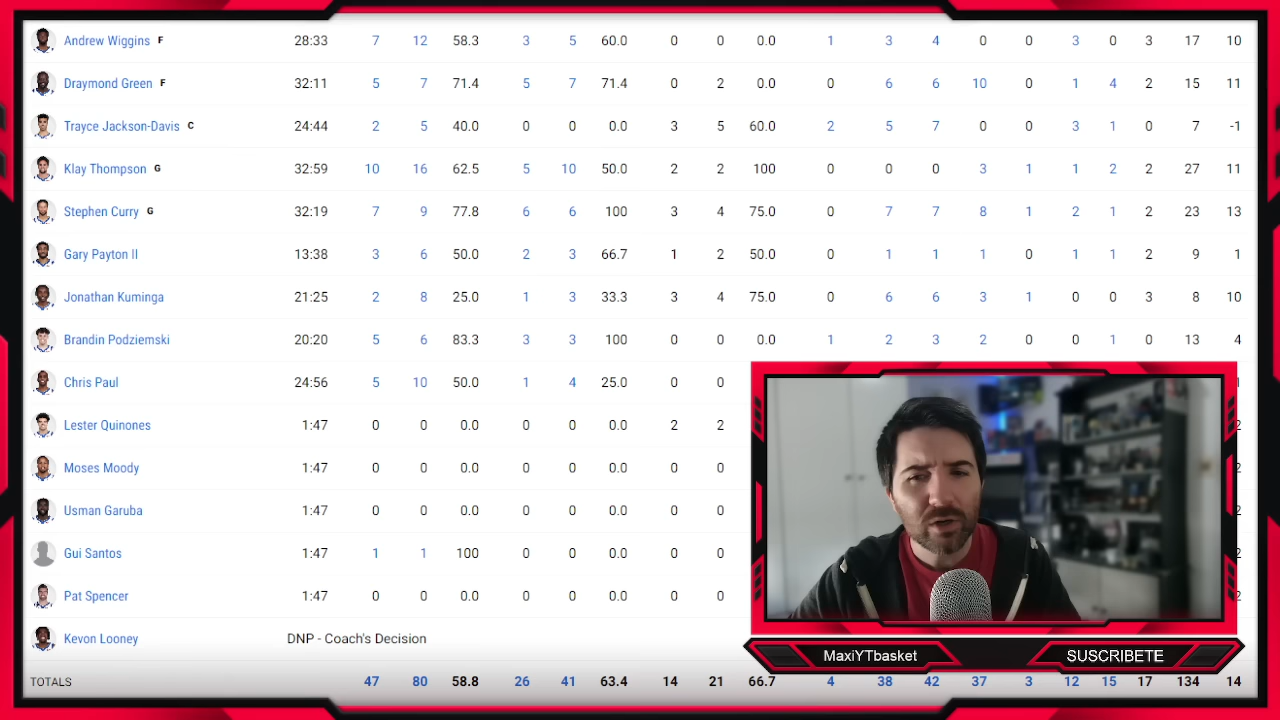 Andrew Wiggins F 28:33 7 12 58.3 3 5 60.0 0 0 0.0 1 3 4 0 0 3 0 3 17 10
Draymond Green F 32:11 5 7 71.4 5 7 71.4 0 2 0.0 0 6 6 10 0 1 4 2 15 11
Trayce Jackson-Davis C 24:44 2 5 40.0 0 0 0.0 3 5 60.0 2 5 7 0 0 3 1 0 7 -1
Klay Thompson G 32:59 10 16 62.5 5 10 50.0 2 2 100 0 0 0 3 1 1 2 2 27 11
Stephen Curry G 32:19 7 9 77.8 6 6 100 3 4 75.0 0 7 7 8 1 2 1 2 23 13
Gary Payton II 13:38 3 6 50.0 2 3 66.7 1 2 50.0 0 1 1 1 0 1 1 2 9 1
Jonathan Kuminga 21:25 2 8 25.0 1 3 33.3 3 4 75.0 0 6 6 3 1 0 0 3 8 10
Brandin Podziemski 20:20 5 6 83.3 3 3 100 0 0 0.0 1 2 3 2 0 0 1 0 13 4
Chris Paul 24:56 5 10 50.0 1 4 25.0 0 0
Lester Quinones 1:47 0 0 0.0 0 0 0.0 2 2
Moses Moody 1:47 0 0 0.0 0 0 0.0 0 0
Usman Garuba 1:47 0 0 0.0 0 0 0.0 0 0
Gui Santos 1:47 1 1 100 0 0 0.0 0 0
Pat Spencer 1:47 0 0 0.0 0 0 0.0 0 0
Kevon Looney DNP - Coach's Decision
MaxiYTbasket SUSCRIBETE
TOTALS 47 80 58.8 26 41 63.4 14 21 66.7 4 38 42 37 3 12 15 17 134 14